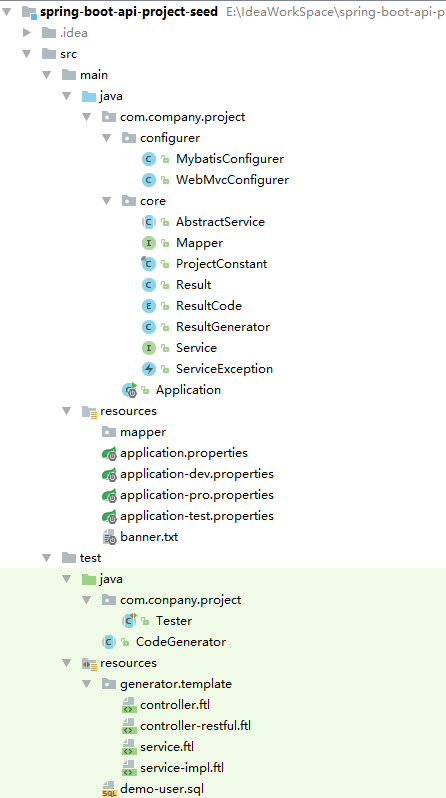 spring-boot-api-project-seed E:\IdeaWorkSpace\spring-boot-api-p
.idea
src
main
java
com.company.project
configurer
C MybatisConfigurer
C WebMvcConfigurer
core
C AbstractService
I Mapper
C ProjectConstant
C Result
E ResultCode
C ResultGenerator
I Service
ServiceException
C Application
resources
mapper
application.properties
application-dev.properties
application-pro.properties
application-test.properties
banner.txt
test
java
com.conpany.project
C Tester
C CodeGenerator
resources
generator.template
controller.ftl
controller-restful.ftl
service.ftl
service-impl.ftl
SQL demo-user.sql